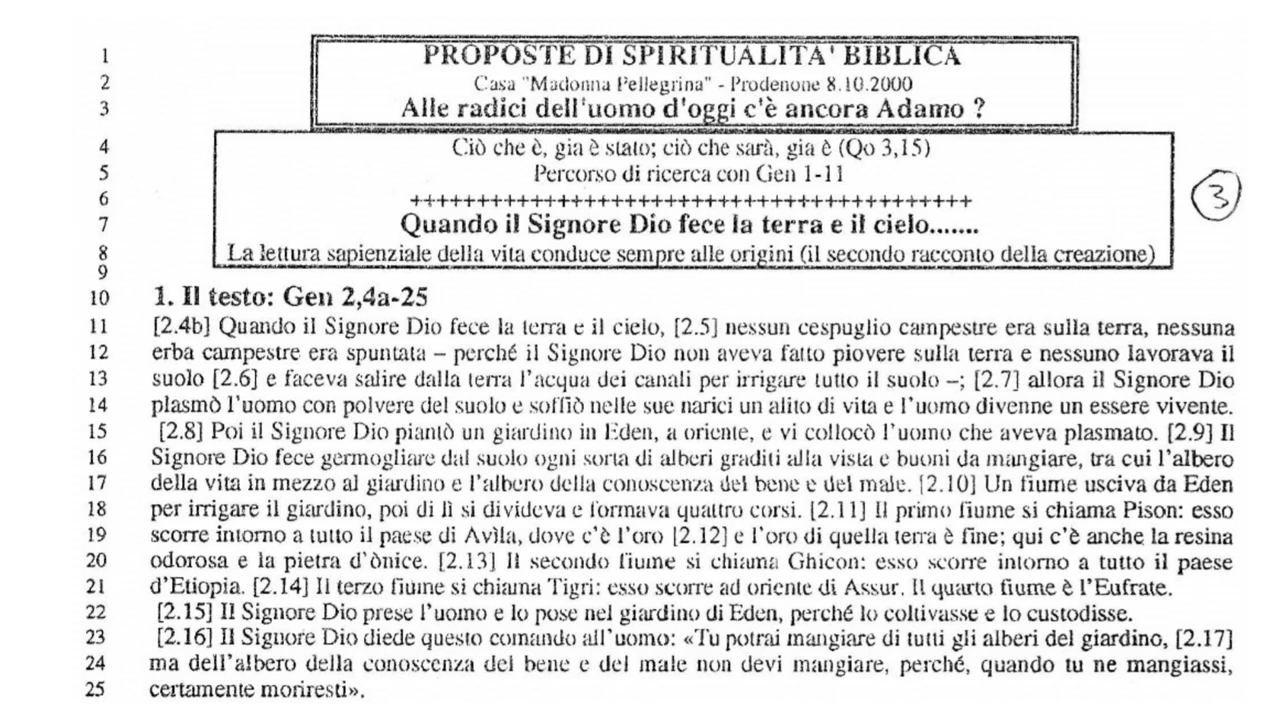 1 PROPOSTE DI SPIRITUALITA' BIBLICA
2 Casa "Madonna Pellegrina" - Prodenone 8.10.2000
3 Alle radici dell'uomo d'oggi c'è ancora Adamo ?
4 Ciò che è, gia è stato; ciò che sarà, gia è (Qo 3,15)
5 Percorso di ricerca con Gen 1-11
3
6 ++++++++++++++++++++++++++++++++++++++++++
7 Quando il Signore Dio fece la terra e il cielo.......
8 La lettura sapienziale della vita conduce sempre alle origini (il secondo racconto della creazione)
9
10 1. Il testo: Gen 2,4a-25
11 [2.4b] Quando il Signore Dio fece la terra e il cielo, [2.5] nessun cespuglio campestre era sulla terra, nessuna
12 erba campestre era spuntata – perché il Signore Dio non aveva fatto piovere sulla terra e nessuno lavorava il
13 suolo [2.6] e faceva salire dalla terra l'acqua dei canali per irrigare tutto il suolo –; [2.7] allora il Signore Dio
14 plasmò l'uomo con polvere del suolo e soffiò nelle sue narici un alito di vita e l'uomo divenne un essere vivente.
15 [2.8] Poi il Signore Dio piantò un giardino in Eden, a oriente, e vi collocò l'uomo che aveva plasmato. [2.9] Il
16 Signore Dio fece germogliare dal suolo ogni sorta di alberi graditi alla vista e buoni da mangiare, tra cui l'albero
17 della vita in mezzo al giardino e l'albero della conoscenza del bene e del male. [2.10] Un fiume usciva da Eden
18 per irrigare il giardino, poi di lì si divideva e formava quattro corsi. [2.11] Il primo fiume si chiama Pison: esso
19 scorre intorno a tutto il paese di Avìla, dove c'è l'oro [2.12] e l'oro di quella terra è fine; qui c'è anche la resina
20 odorosa e la pietra d'ònice. [2.13] Il secondo fiume si chiama Ghicon: esso scorre intorno a tutto il paese
21 d'Etiopia. [2.14] Il terzo fiume si chiama Tigri: esso scorre ad oriente di Assur. Il quarto fiume è l'Eufrate.
22 [2.15] Il Signore Dio prese l'uomo e lo pose nel giardino di Eden, perché lo coltivasse e lo custodisse.
23 [2.16] Il Signore Dio diede questo comando all'uomo: «Tu potrai mangiare di tutti gli alberi del giardino, [2.17]
24 ma dell'albero della conoscenza del bene e del male non devi mangiare, perché, quando tu ne mangiassi,
25 certamente moriresti».